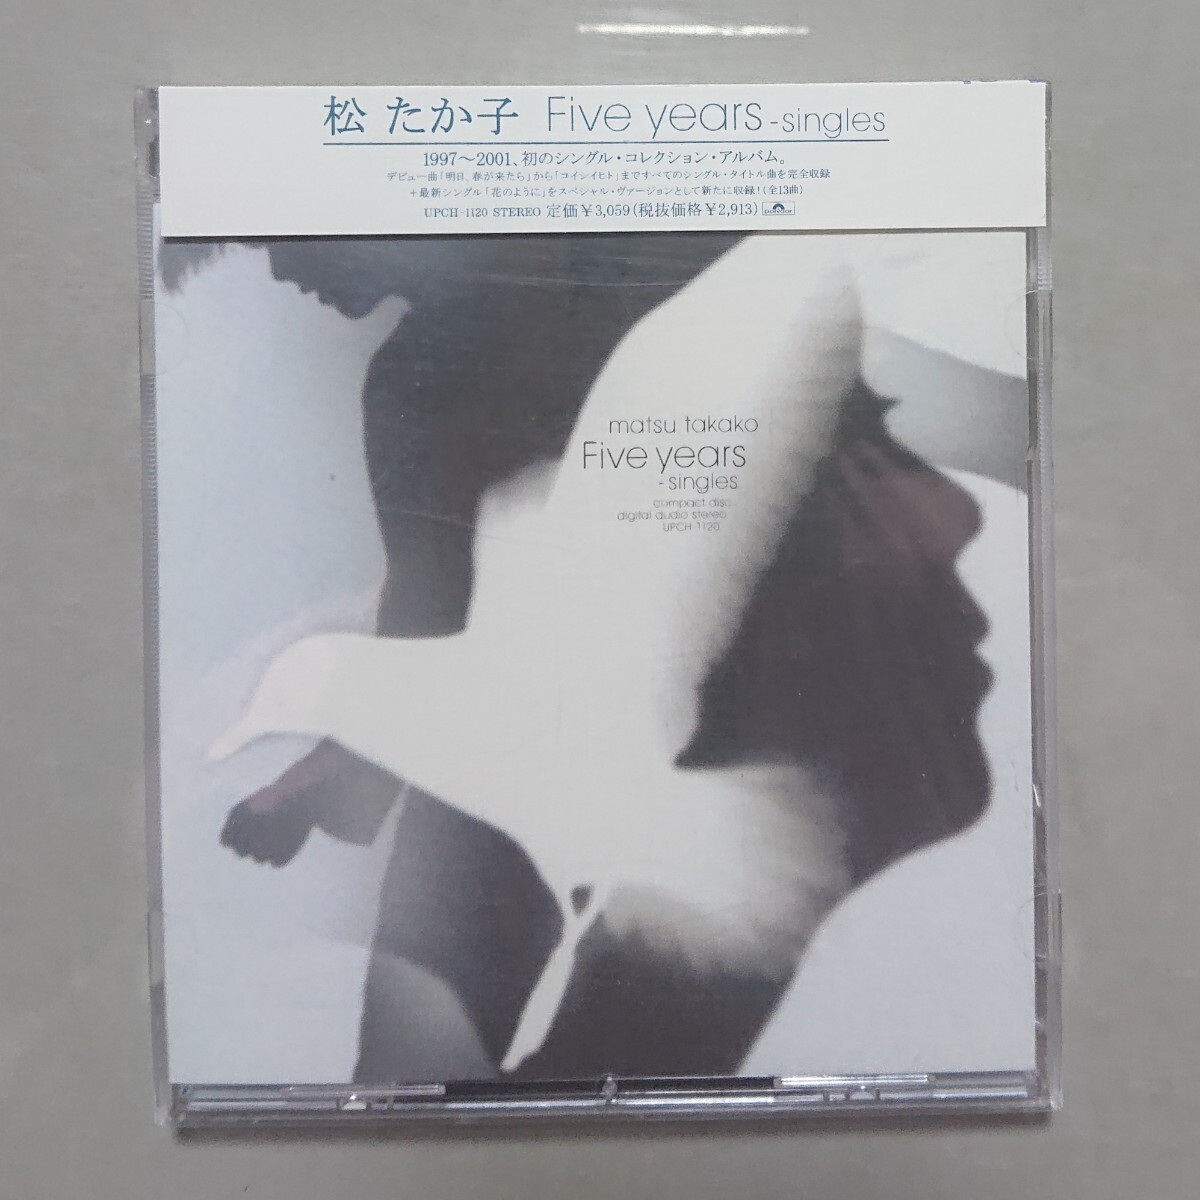 松 たか子 Five years -singles
1997〜2001、初のシングル・コレクション・アルバム。
デビュー曲「明日、春が来たら」から「コイシイヒト」まですべてのシングル・タイトル曲を完全収録
+最新シングル「花のように」をスペシャル・ヴァージョンとして新たに収録!(全13曲)
UPCH-1120 STEREO 定価¥3,059(税抜価格¥2,913) polydor
matsu takako
Five years
-singles
compact disc
digital audio stereo
UPCH 1120